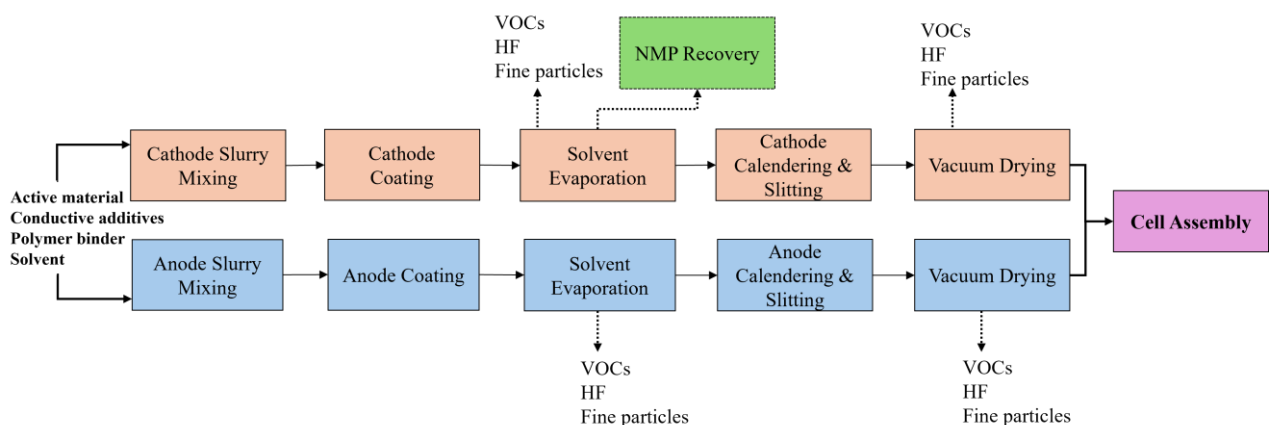 VOCs
HF
Fine particles
NMP Recovery
VOCs
HF
Fine particles
Cathode Slurry
Mixing
Cathode
Coating
Solvent
Evaporation
Cathode
Calendering &
Slitting
Vacuum Drying
Active material
Conductive additives
Polymer binder
Solvent
Cell Assembly
Anode Slurry
Mixing
Anode Coating
Solvent
Evaporation
Anode
Calendering &
Slitting
Vacuum Drying
VOCs
HF
Fine particles
VOCs
HF
Fine particles